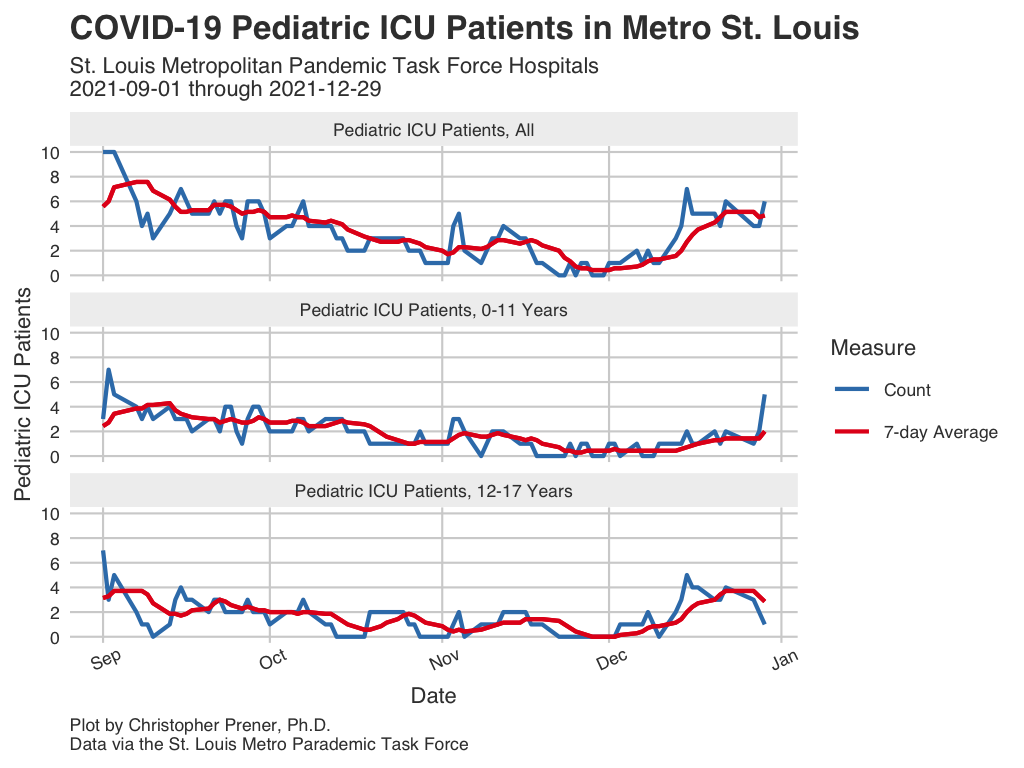 COVID-19 Pediatric ICU Patients in Metro St. Louis
St. Louis Metropolitan Pandemic Task Force Hospitals
2021-09-01 through 2021-12-29
Pediatric ICU Patients, All
10
8
6
4
2
0
Pediatric ICU Patients, 0-11 Years
10
8
6
4
2
0
Pediatric ICU Patients, 12-17 Years
10
8
6
4
2
0
Pediatric ICU Patients
Sep Oct Nov Dec Jan
Date
Measure
Count
7-day Average
Plot by Christopher Prener, Ph.D.
Data via the St. Louis Metro Parademic Task Force